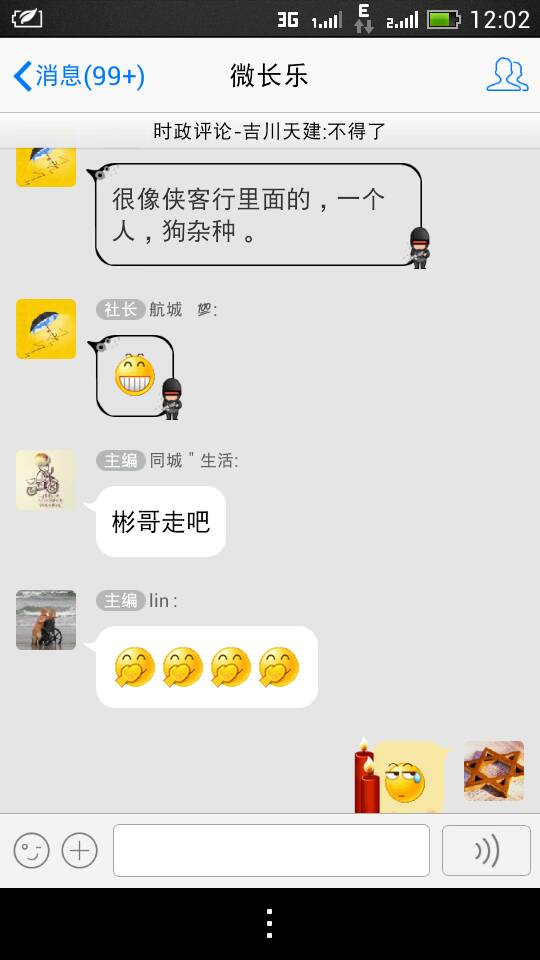 3G 1 E 2 12:02
消息(99+) 微长乐
时政评论-吉川天建:不得了
很像侠客行里面的，一个
人，狗杂种。
社长 航城 💯:
主编 同城 " 生活:
彬哥走吧
主编 lin :